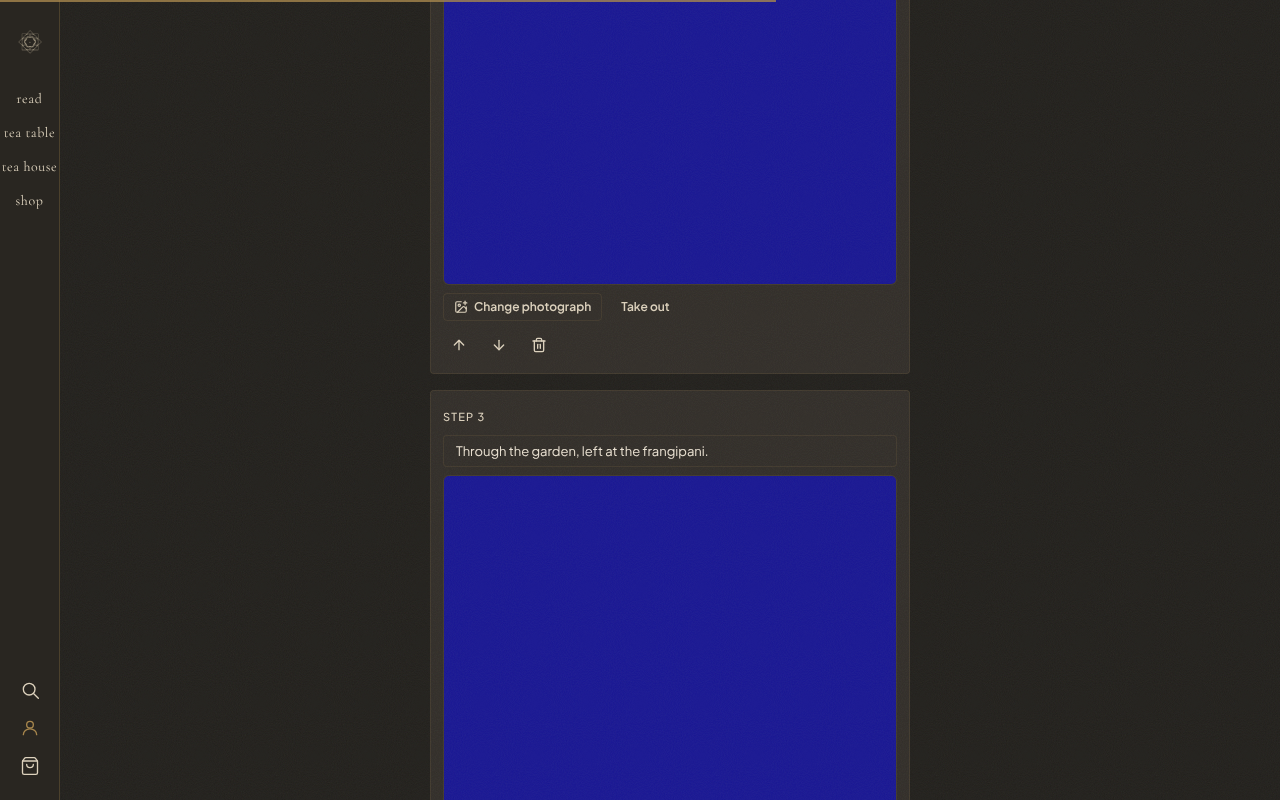 read
tea table
tea house
shop
Change photograph
Take out
STEP 3
Through the garden, left at the frangipani.